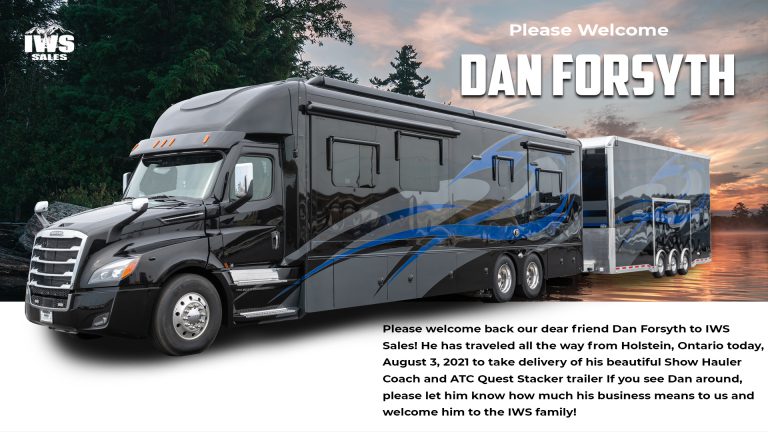 IWS
SALES
Please Welcome
DAN FORSYTH
Please welcome back our dear friend Dan Forsyth to IWS
Sales! He has traveled all the way from Holstein, Ontario today,
August 3, 2021 to take delivery of his beautiful Show Hauler
Coach and ATC Quest Stacker trailer If you see Dan around,
please let him know how much his business means to us and
welcome him to the IWS family!